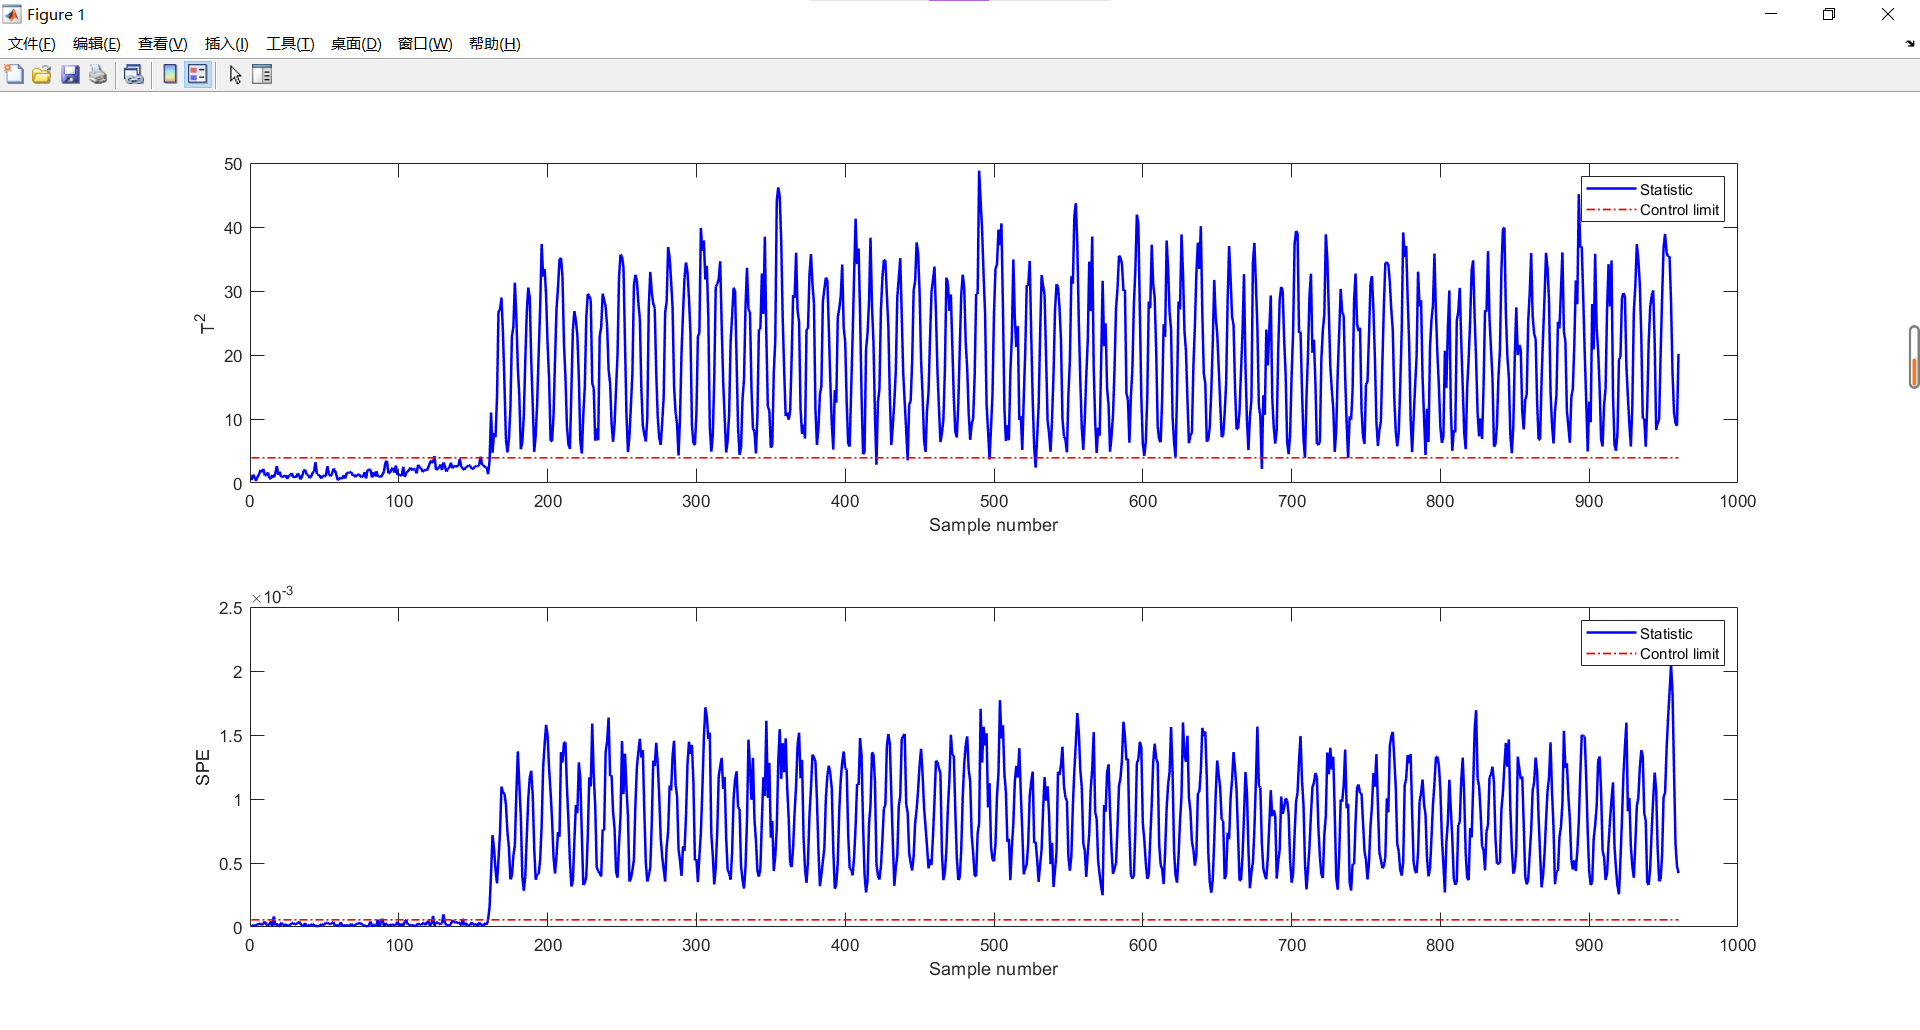 Figure 1
文件(F) 编辑(E) 查看(V) 插入(I) 工具(T) 桌面(D) 窗口(W) 帮助(H)
50
40
30
20
10
0
T²
Statistic
Control limit
0 100 200 300 400 500 600 700 800 900 1000
Sample number
×10⁻³
2.5
2
1.5
1
0.5
0
SPE
Statistic
Control limit
0 100 200 300 400 500 600 700 800 900 1000
Sample number